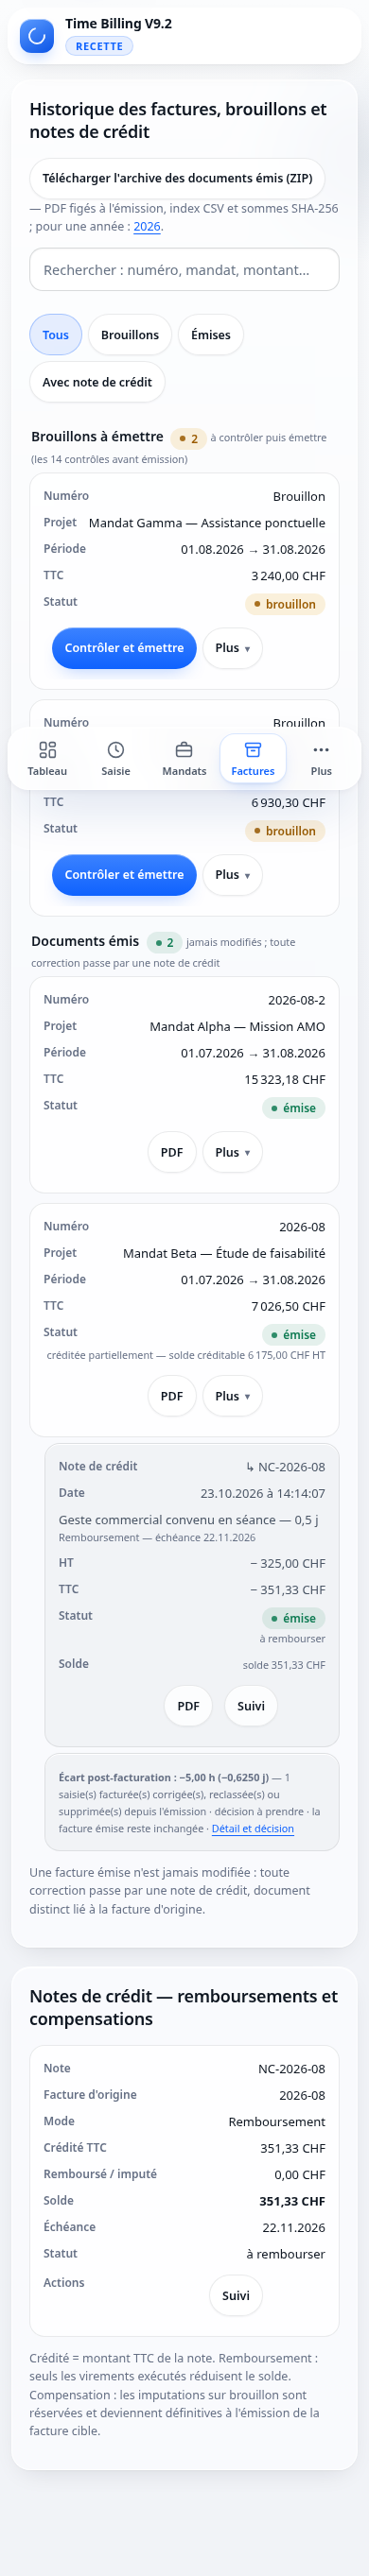 Time Billing V9.2
RECETTE
Historique des factures, brouillons et
notes de crédit
Télécharger l'archive des documents émis (ZIP)
— PDF figés à l'émission, index CSV et sommes SHA-256
; pour une année : 2026.
Rechercher : numéro, mandat, montant…
Tous
Brouillons
Émises
Avec note de crédit
Brouillons à émettre 2 à contrôler puis émettre
(les 14 contrôles avant émission)
Numéro Brouillon
Projet Mandat Gamma — Assistance ponctuelle
Période 01.08.2026 → 31.08.2026
TTC 3 240,00 CHF
Statut brouillon
Contrôler et émettre Plus ▾
Numéro Brouillon
Tableau Saisie Mandats Factures Plus
TTC 6 930,30 CHF
Statut brouillon
Contrôler et émettre Plus ▾
Documents émis 2 jamais modifiés ; toute
correction passe par une note de crédit
Numéro 2026-08-2
Projet Mandat Alpha — Mission AMO
Période 01.07.2026 → 31.08.2026
TTC 15 323,18 CHF
Statut émise
PDF Plus ▾
Numéro 2026-08
Projet Mandat Beta — Étude de faisabilité
Période 01.07.2026 → 31.08.2026
TTC 7 026,50 CHF
Statut émise
créditée partiellement — solde créditable 6 175,00 CHF HT
PDF Plus ▾
Note de crédit ↳ NC-2026-08
Date 23.10.2026 à 14:14:07
Geste commercial convenu en séance — 0,5 j
Remboursement — échéance 22.11.2026
HT − 325,00 CHF
TTC − 351,33 CHF
Statut émise
à rembourser
Solde solde 351,33 CHF
PDF Suivi
Écart post-facturation : −5,00 h (−0,6250 j) — 1
saisie(s) facturée(s) corrigée(s), reclassée(s) ou
supprimée(s) depuis l'émission · décision à prendre · la
facture émise reste inchangée · Détail et décision
Une facture émise n'est jamais modifiée : toute
correction passe par une note de crédit, document
distinct lié à la facture d'origine.
Notes de crédit — remboursements et
compensations
Note NC-2026-08
Facture d'origine 2026-08
Mode Remboursement
Crédité TTC 351,33 CHF
Remboursé / imputé 0,00 CHF
Solde 351,33 CHF
Échéance 22.11.2026
Statut à rembourser
Actions Suivi
Crédité = montant TTC de la note. Remboursement :
seuls les virements exécutés réduisent le solde.
Compensation : les imputations sur brouillon sont
réservées et deviennent définitives à l'émission de la
facture cible.